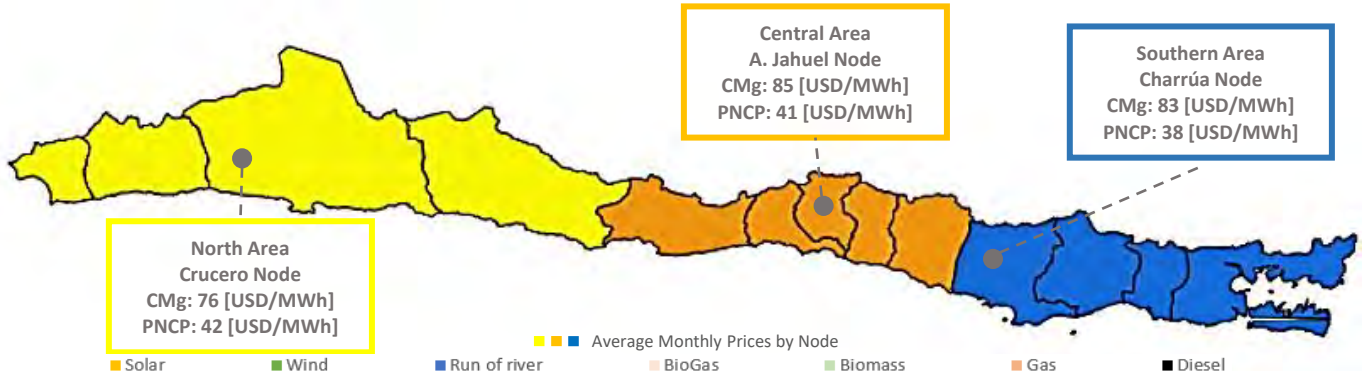 Central Area
A. Jahuel Node
CMg: 85 [USD/MWh]
PNCP: 41 [USD/MWh]
Southern Area
Charrúa Node
CMg: 83 [USD/MWh]
PNCP: 38 [USD/MWh]
North Area
Crucero Node
CMg: 76 [USD/MWh]
PNCP: 42 [USD/MWh]
Average Monthly Prices by Node
Solar Wind Run of river BioGas Biomass Gas Diesel